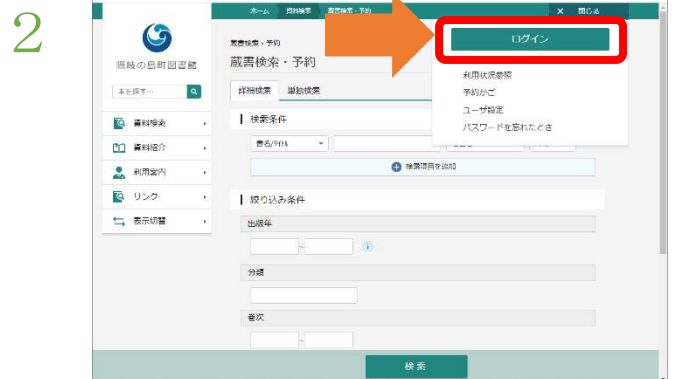 2
ホーム 資料検索 蔵書検索・予約 × 閉じる
隠岐の島町図書館
本を探す…
資料検索
資料紹介
利用案内
リンク
表示切替
蔵書検索・予約
蔵書検索・予約
詳細検索 単独検索
検索条件
書名/ﾀｲﾄﾙ
検索項目を追加
絞り込み条件
出版年
~
分類
巻次
~
検索
ログイン
利用状況参照
予約かご
ユーザ設定
パスワードを忘れたとき